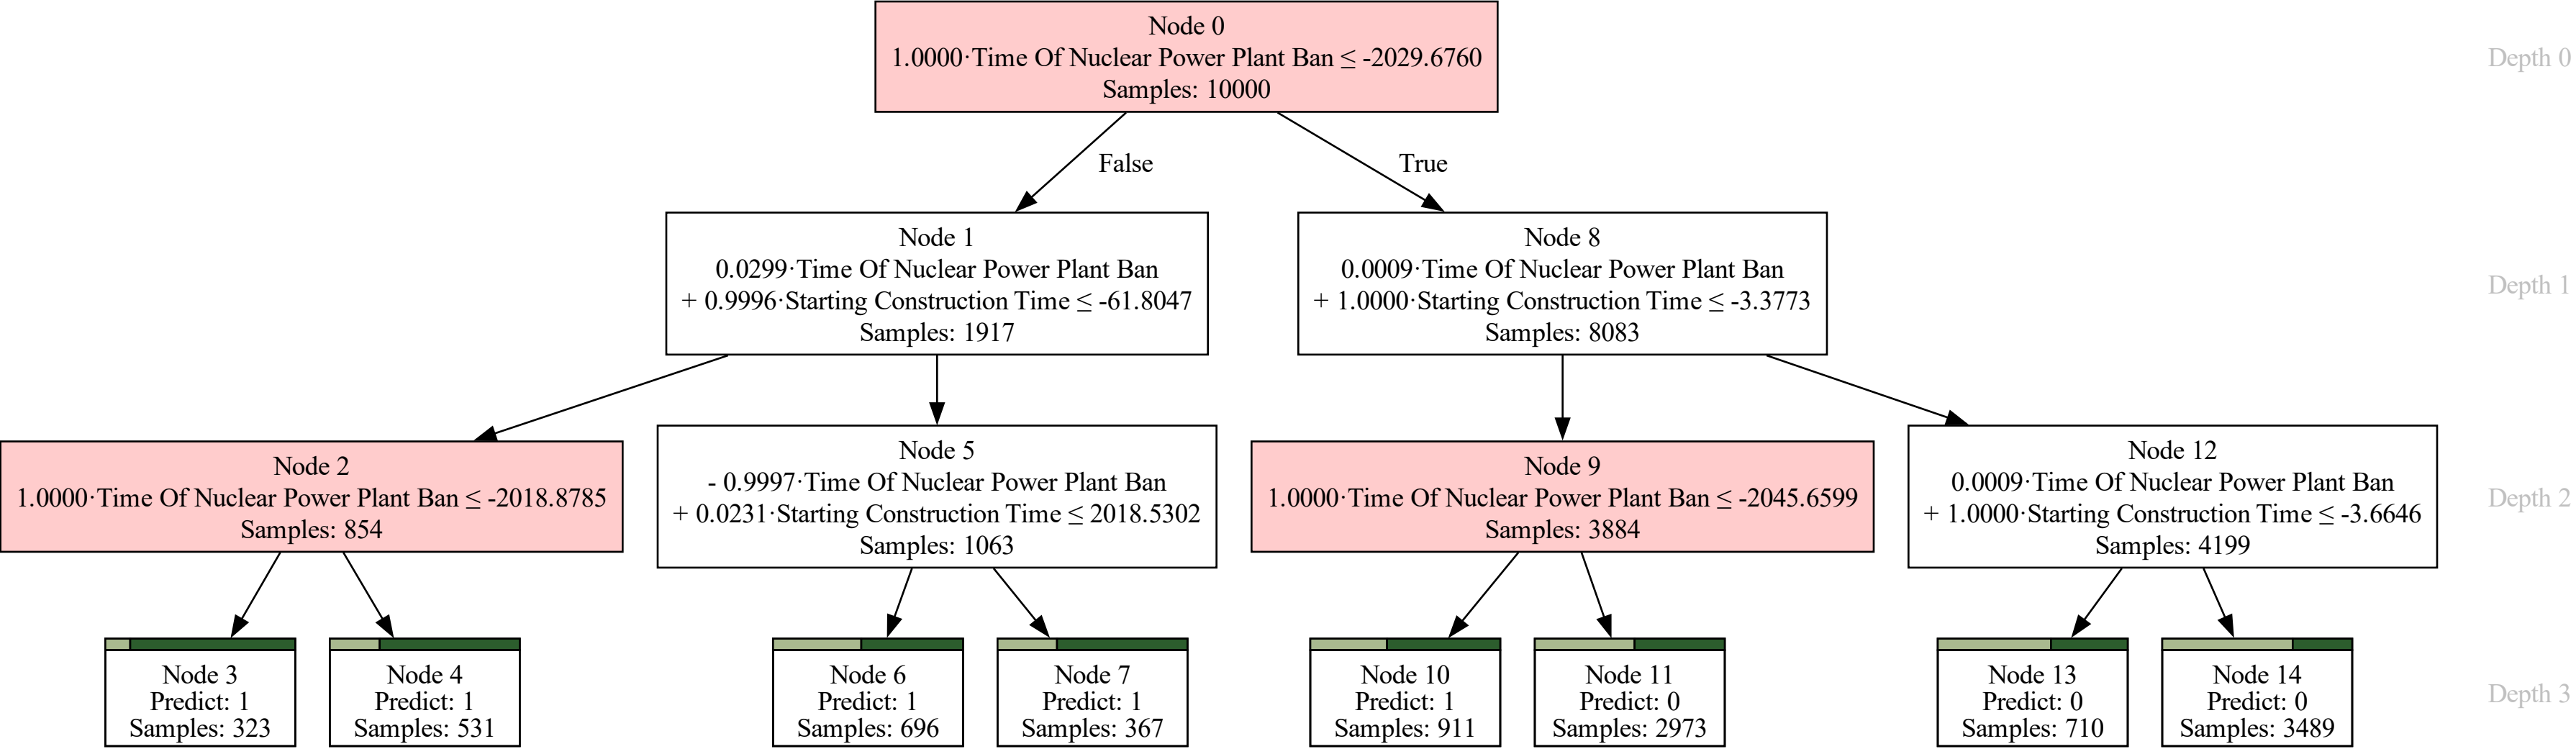 Node 0
1.0000·Time Of Nuclear Power Plant Ban ≤ -2029.6760
Samples: 10000
Depth 0
False
True
Node 1
0.0299·Time Of Nuclear Power Plant Ban
+ 0.9996·Starting Construction Time ≤ -61.8047
Samples: 1917
Node 8
0.0009·Time Of Nuclear Power Plant Ban
+ 1.0000·Starting Construction Time ≤ -3.3773
Samples: 8083
Depth 1
Node 2
1.0000·Time Of Nuclear Power Plant Ban ≤ -2018.8785
Samples: 854
Node 5
- 0.9997·Time Of Nuclear Power Plant Ban
+ 0.0231·Starting Construction Time ≤ 2018.5302
Samples: 1063
Node 9
1.0000·Time Of Nuclear Power Plant Ban ≤ -2045.6599
Samples: 3884
Node 12
0.0009·Time Of Nuclear Power Plant Ban
+ 1.0000·Starting Construction Time ≤ -3.6646
Samples: 4199
Depth 2
Node 3
Predict: 1
Samples: 323
Node 4
Predict: 1
Samples: 531
Node 6
Predict: 1
Samples: 696
Node 7
Predict: 1
Samples: 367
Node 10
Predict: 1
Samples: 911
Node 11
Predict: 0
Samples: 2973
Node 13
Predict: 0
Samples: 710
Node 14
Predict: 0
Samples: 3489
Depth 3